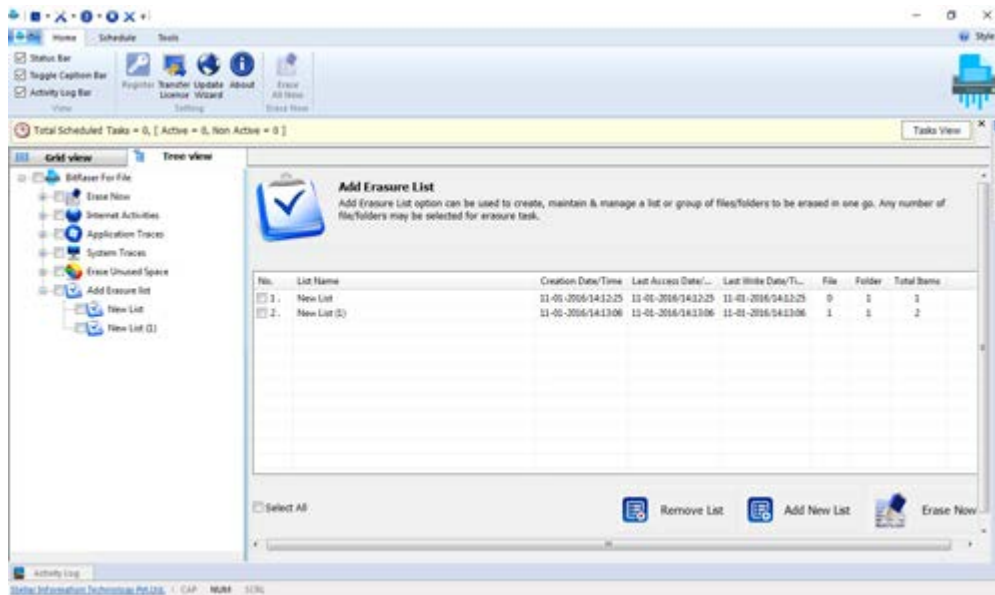 Home Schedule Tools Style
Status Bar
Toggle Caption Bar
Activity Log Bar
View
Register
Transfer License
Update Wizard
About
Setting
Erase All Now
Erase Now
Total Scheduled Tasks = 0, [ Active = 0, Non Active = 0 ] Tasks View
Grid view Tree view
BitRaser For File
Erase Now
Internet Activities
Application Traces
System Traces
Erase Unused Space
Add Erasure list
New List
New List (1)
Add Erasure List
Add Erasure List option can be used to create, maintain & manage a list or group of files/folders to be erased in one go. Any number of
file/folders may be selected for erasure task.
No. List Name Creation Date/Time Last Access Date/... Last Write Date/Ti... File Folder Total Items
1 . New List 11-01-2016/14:12:25 11-01-2016/14:12:25 11-01-2016/14:12:25 0 1 1
2 . New List (1) 11-01-2016/14:13:06 11-01-2016/14:13:06 11-01-2016/14:13:06 1 1 2
Select All Remove List Add New List Erase Now
Activity Log
Stellar Information Technology Pvt.Ltd. CAP NUM SCRL